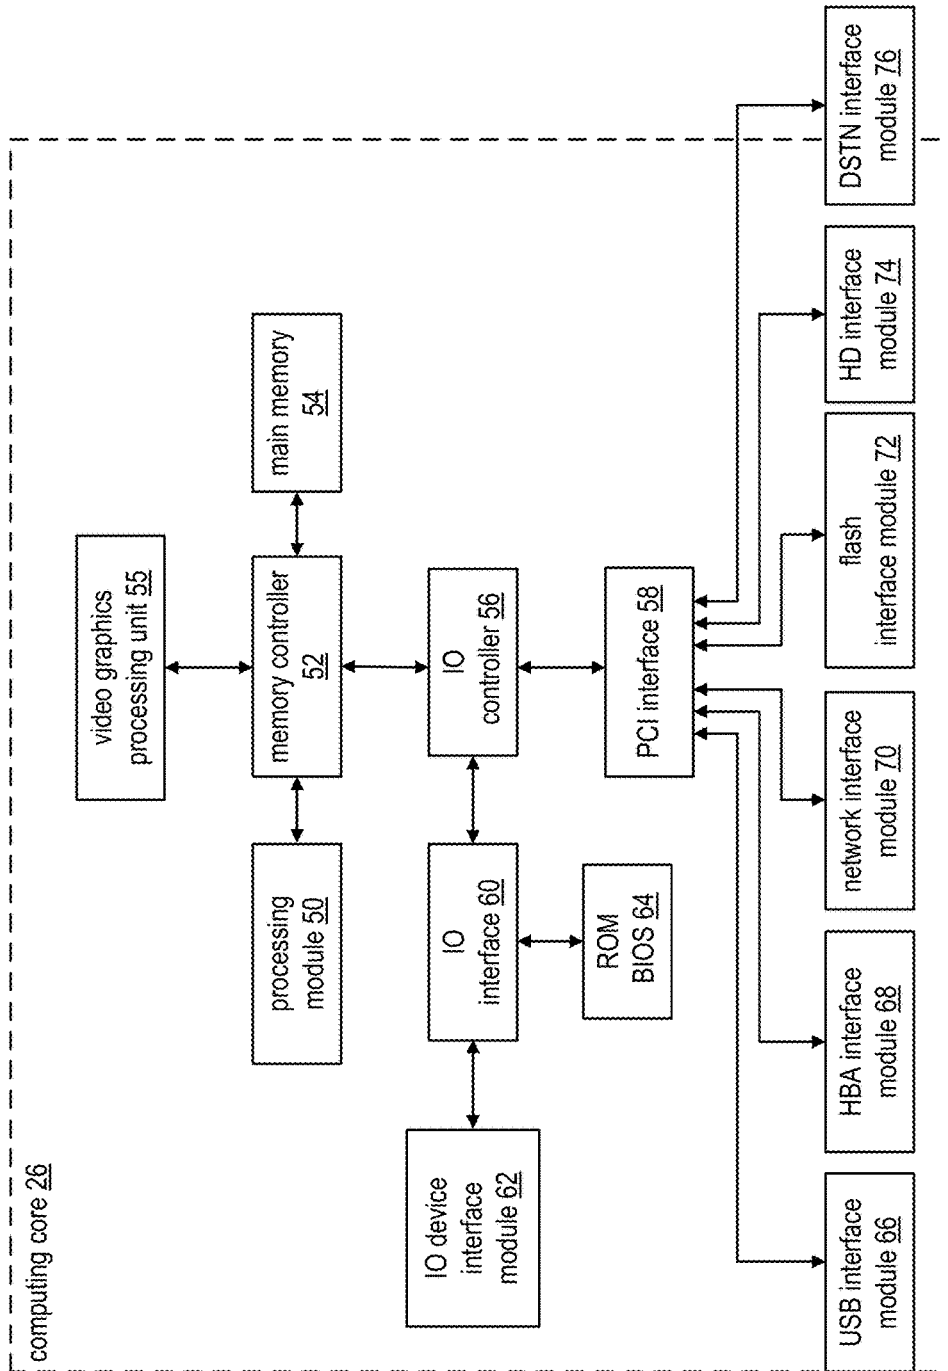 computing core 26
video graphics
processing unit 55
processing
module 50
memory controller
52
main memory
54
IO device
interface
module 62
IO
interface 60
IO
controller 56
ROM
BIOS 64
PCI interface 58
USB interface
module 66
HBA interface
module 68
network interface
module 70
flash
interface module 72
HD interface
module 74
DSTN interface
module 76